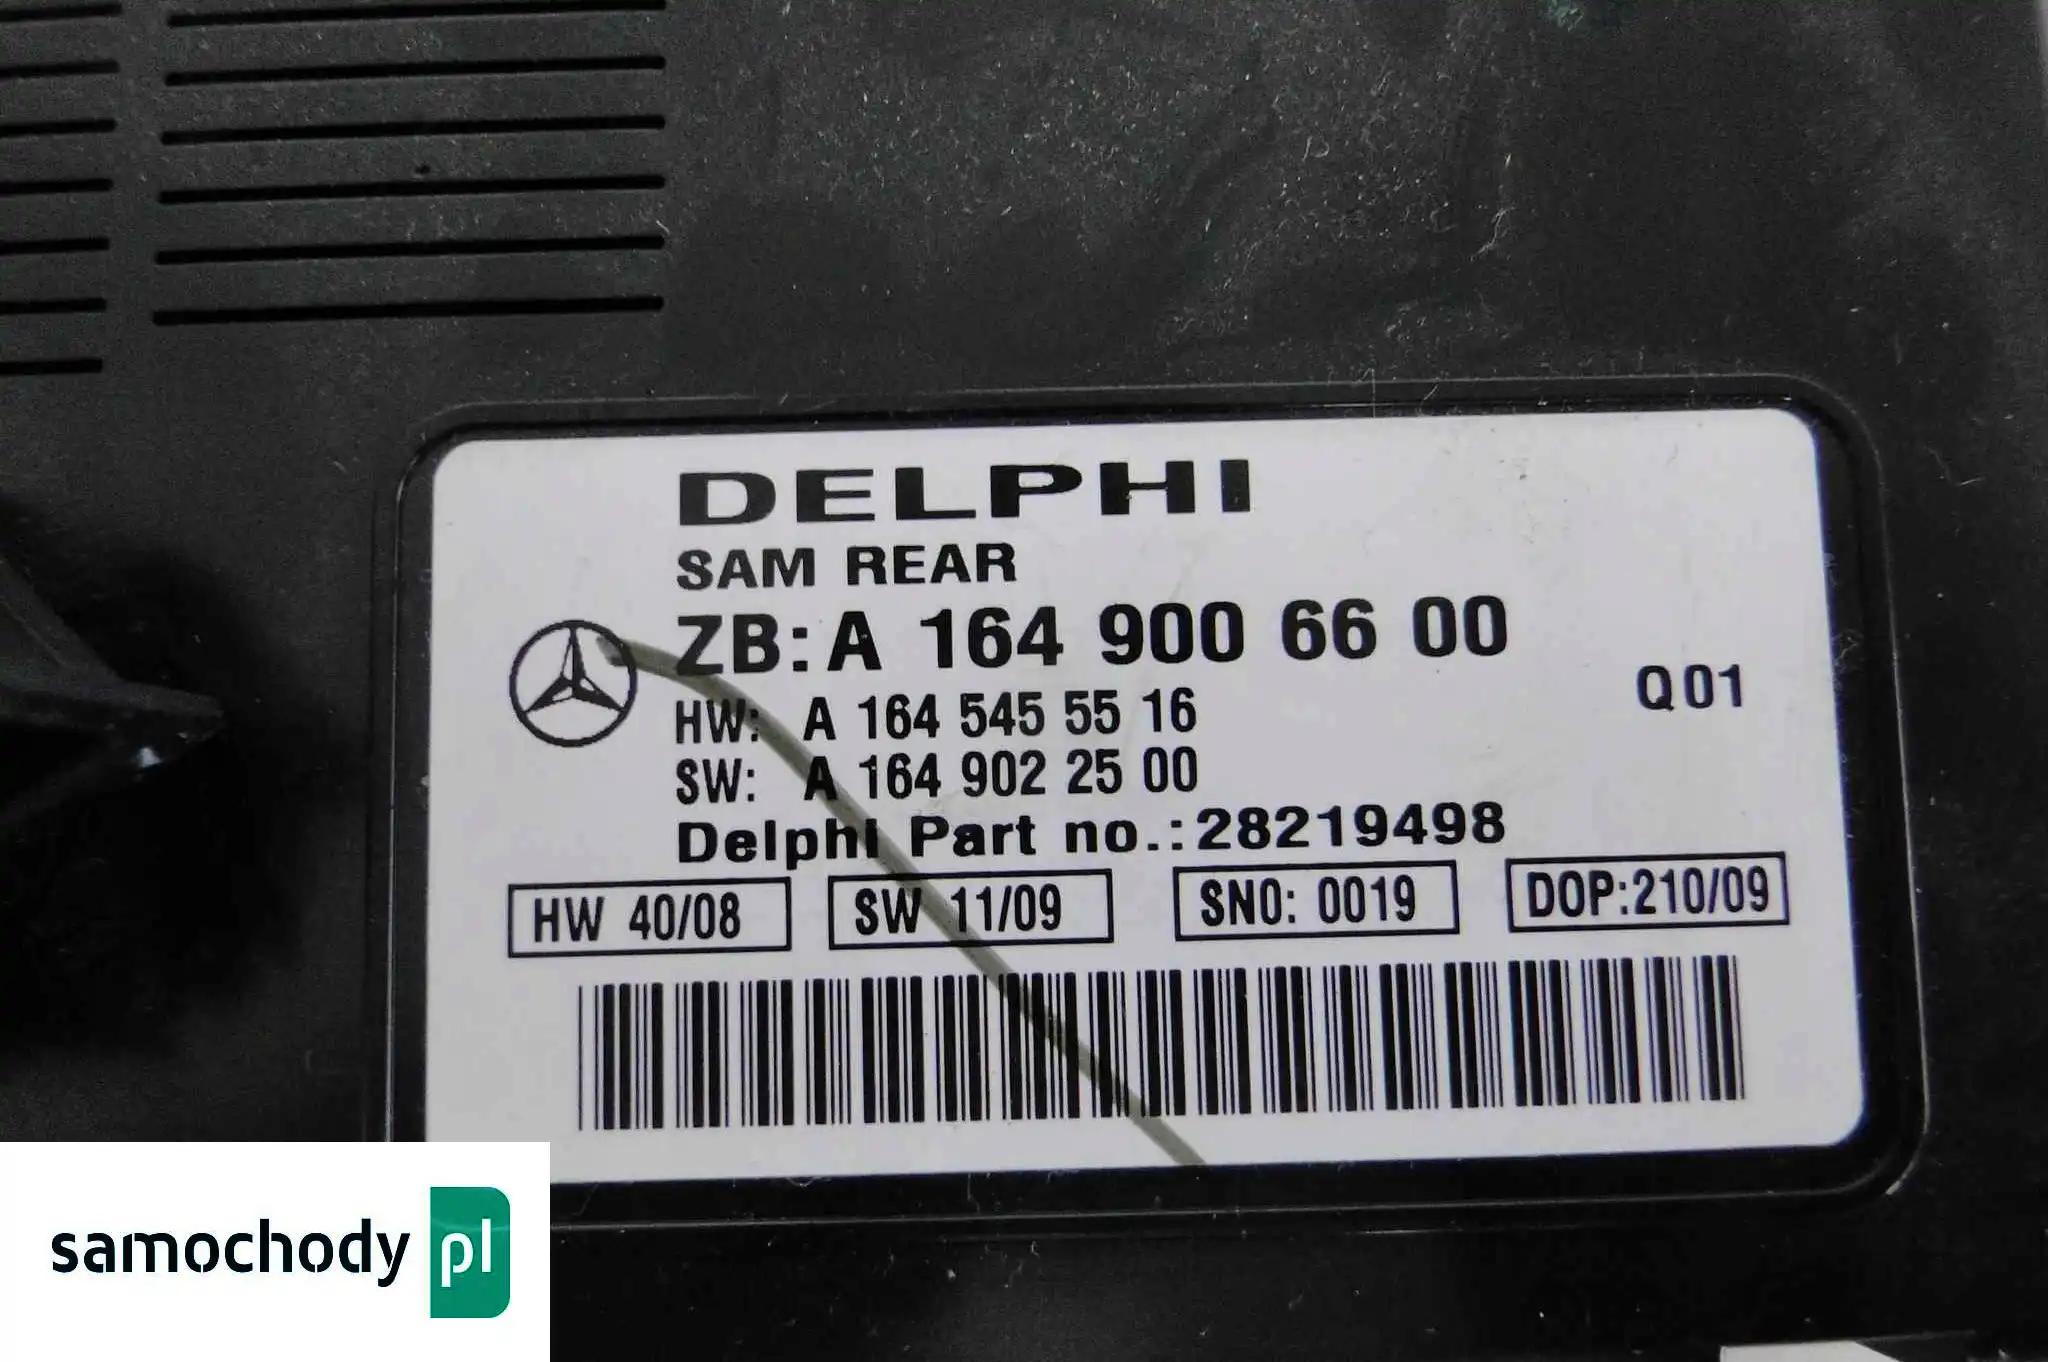 DELPHI
SAM REAR
ZB: A 164 900 66 00
HW: A 164 545 55 16
Q01
SW: A 164 902 25 00
Delphi Part no.:28219498
HW 40/08 SW 11/09 SNO: 0019 DOP:210/09
samochody pl